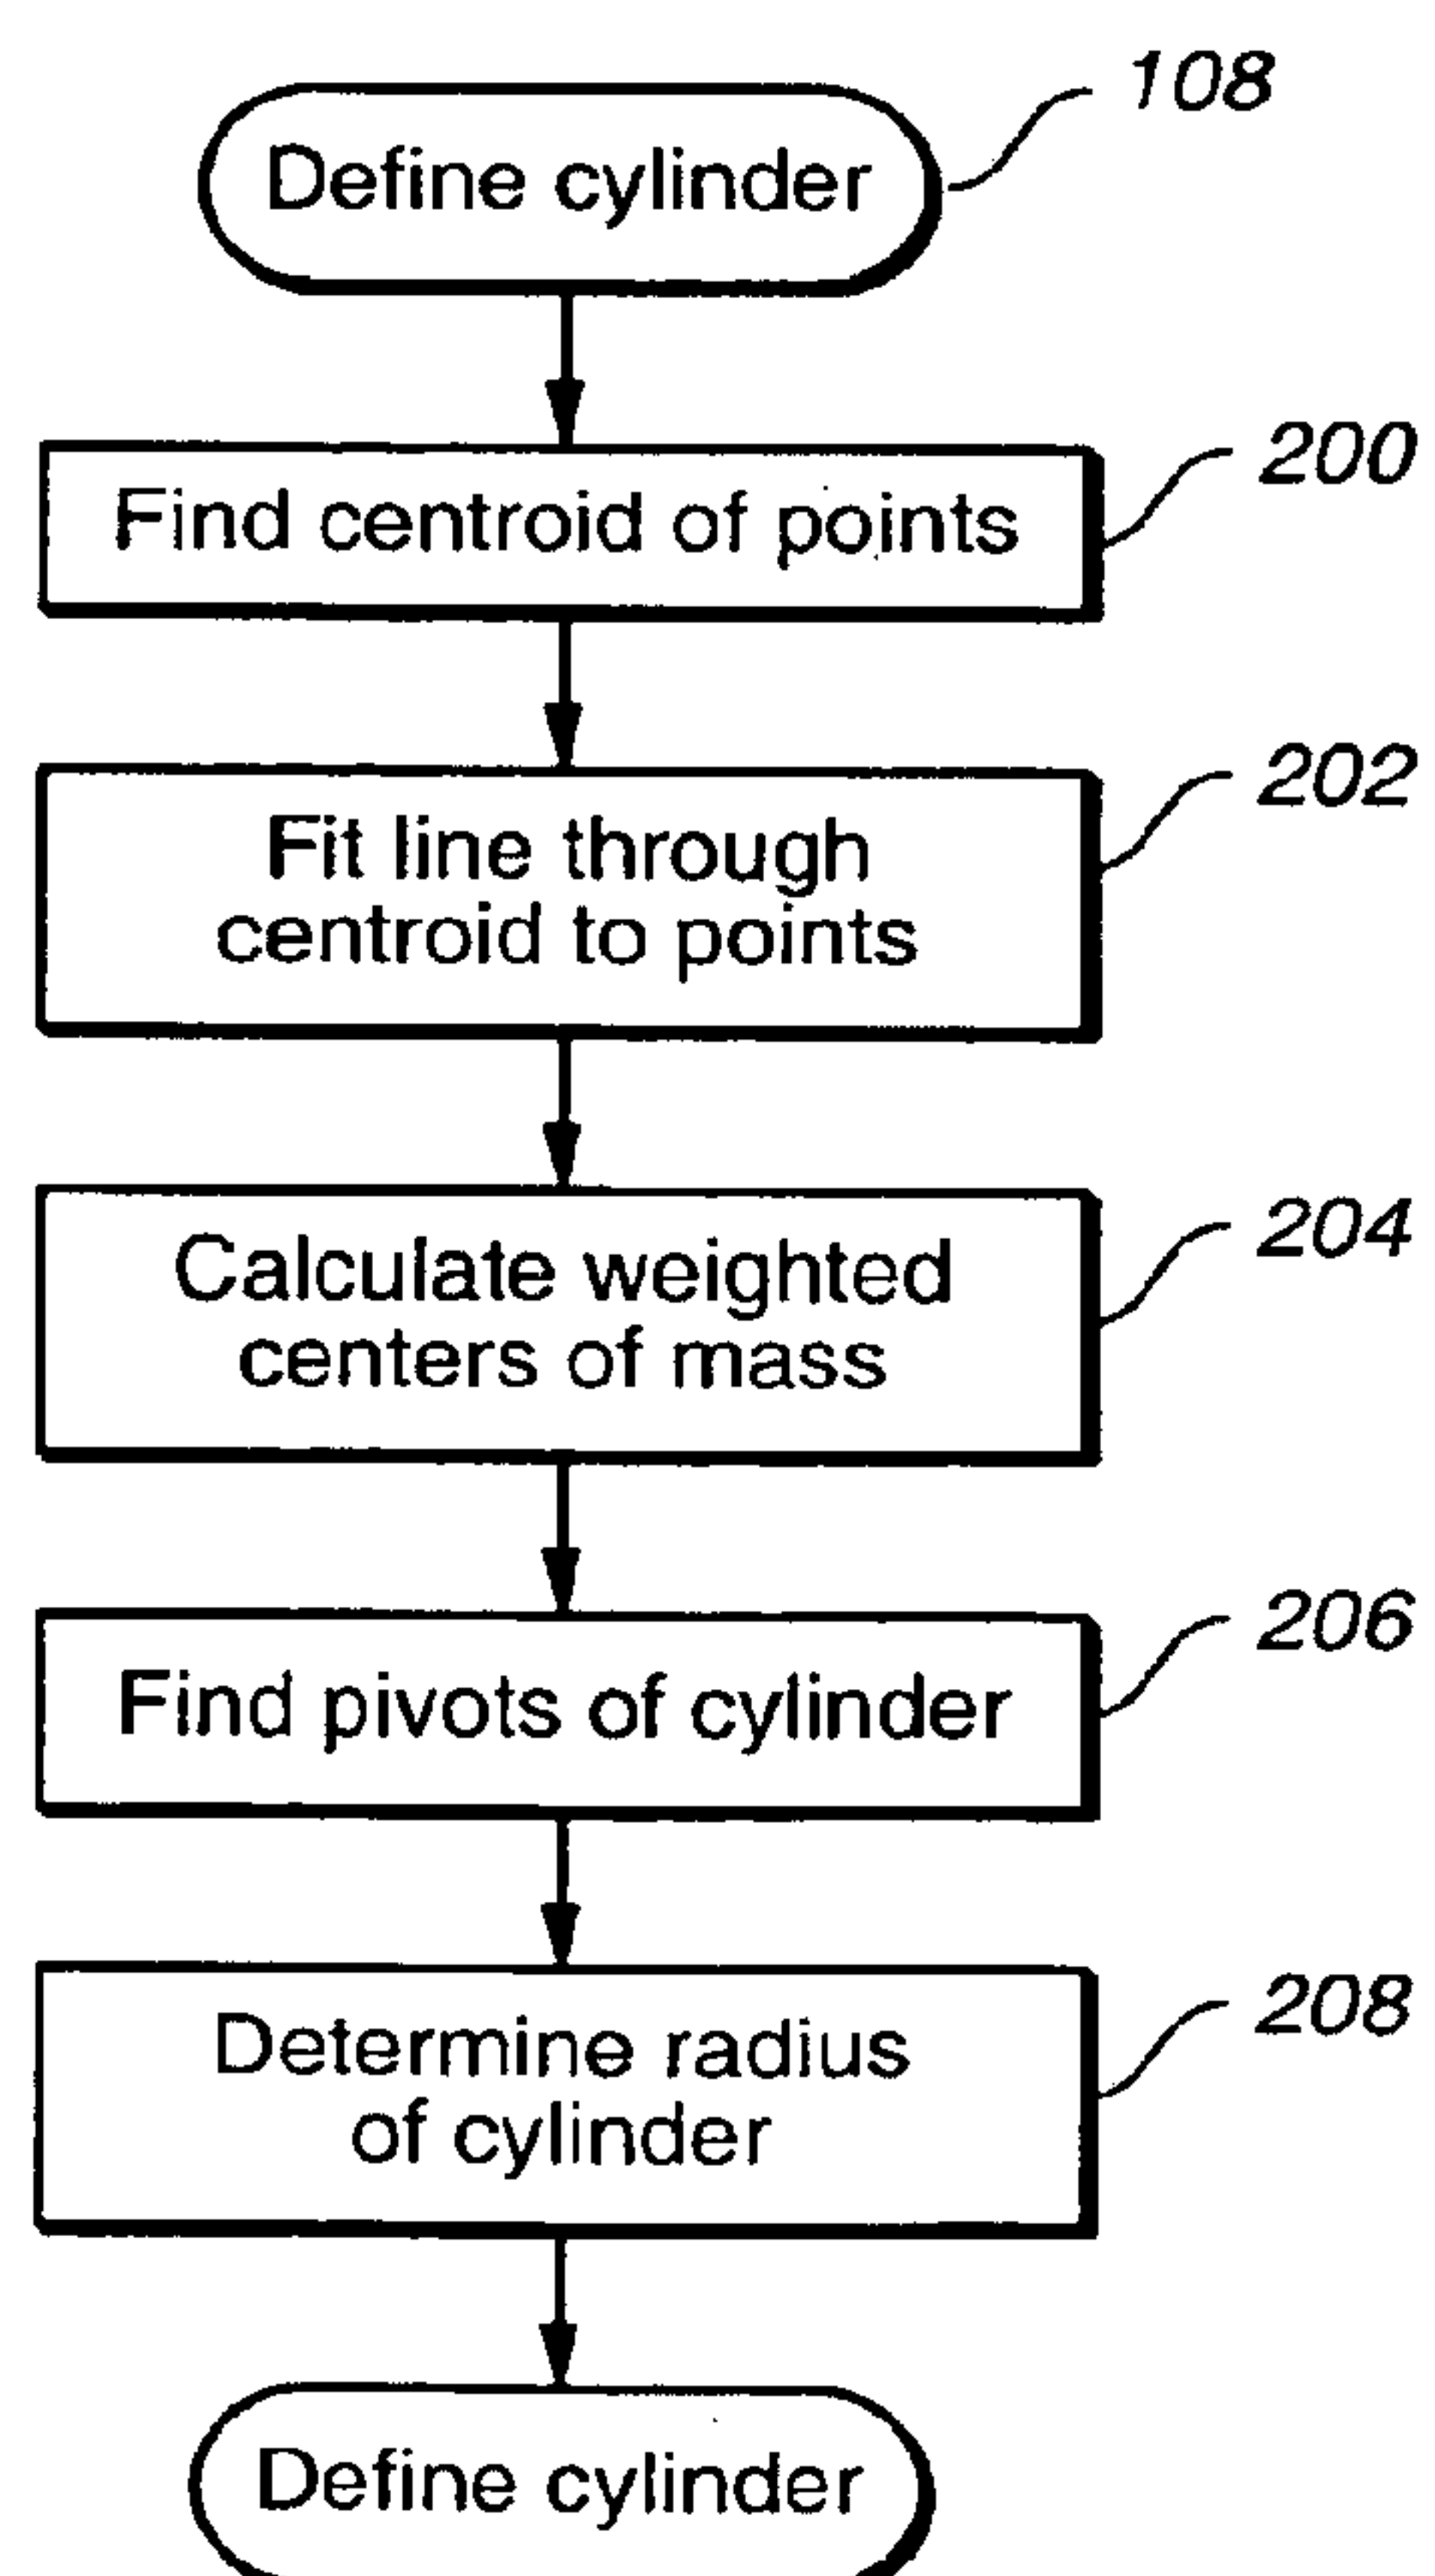 Define cylinder
108
Find centroid of points
200
Fit line through
centroid to points
202
Calculate weighted
centers of mass
204
Find pivots of cylinder
206
Determine radius
of cylinder
208
Define cylinder